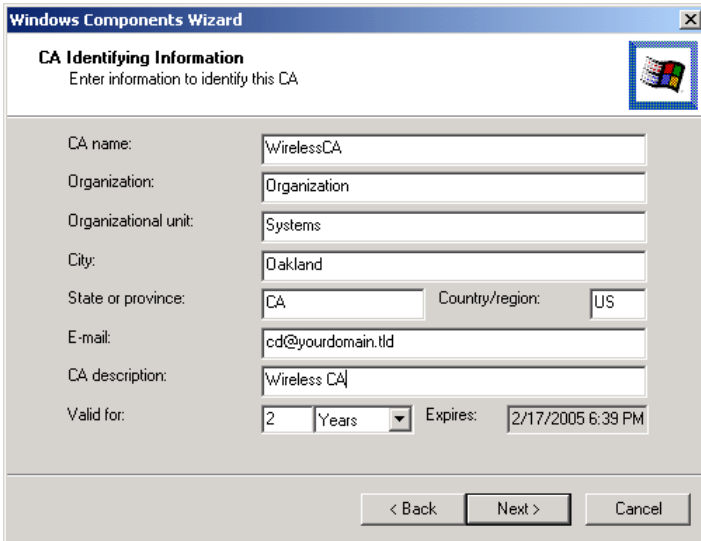 Windows Components Wizard
CA Identifying Information
Enter information to identify this CA
CA name: WirelessCA
Organization: Organization
Organizational unit: Systems
City: Oakland
State or province: CA Country/region: US
E-mail: cd@yourdomain.tld
CA description: Wireless CA
Valid for: 2 Years Expires: 2/17/2005 6:39 PM
< Back Next > Cancel